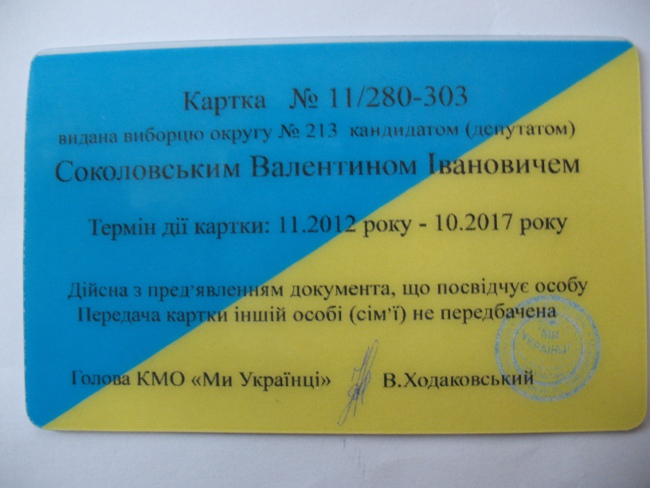 Картка № 11/280-303
видана виборцю округу № 213 кандидатом (депутатом)
Соколовським Валентином Івановичем
Термін дії картки: 11.2012 року - 10.2017 року
Дійсна з пред'явленням документа, що посвідчує особу
Передача картки іншій особі (сім'ї) не передбачена
Голова КМО «Ми Українці» В.Ходаковський
МИ
УКРАЇНЦІ